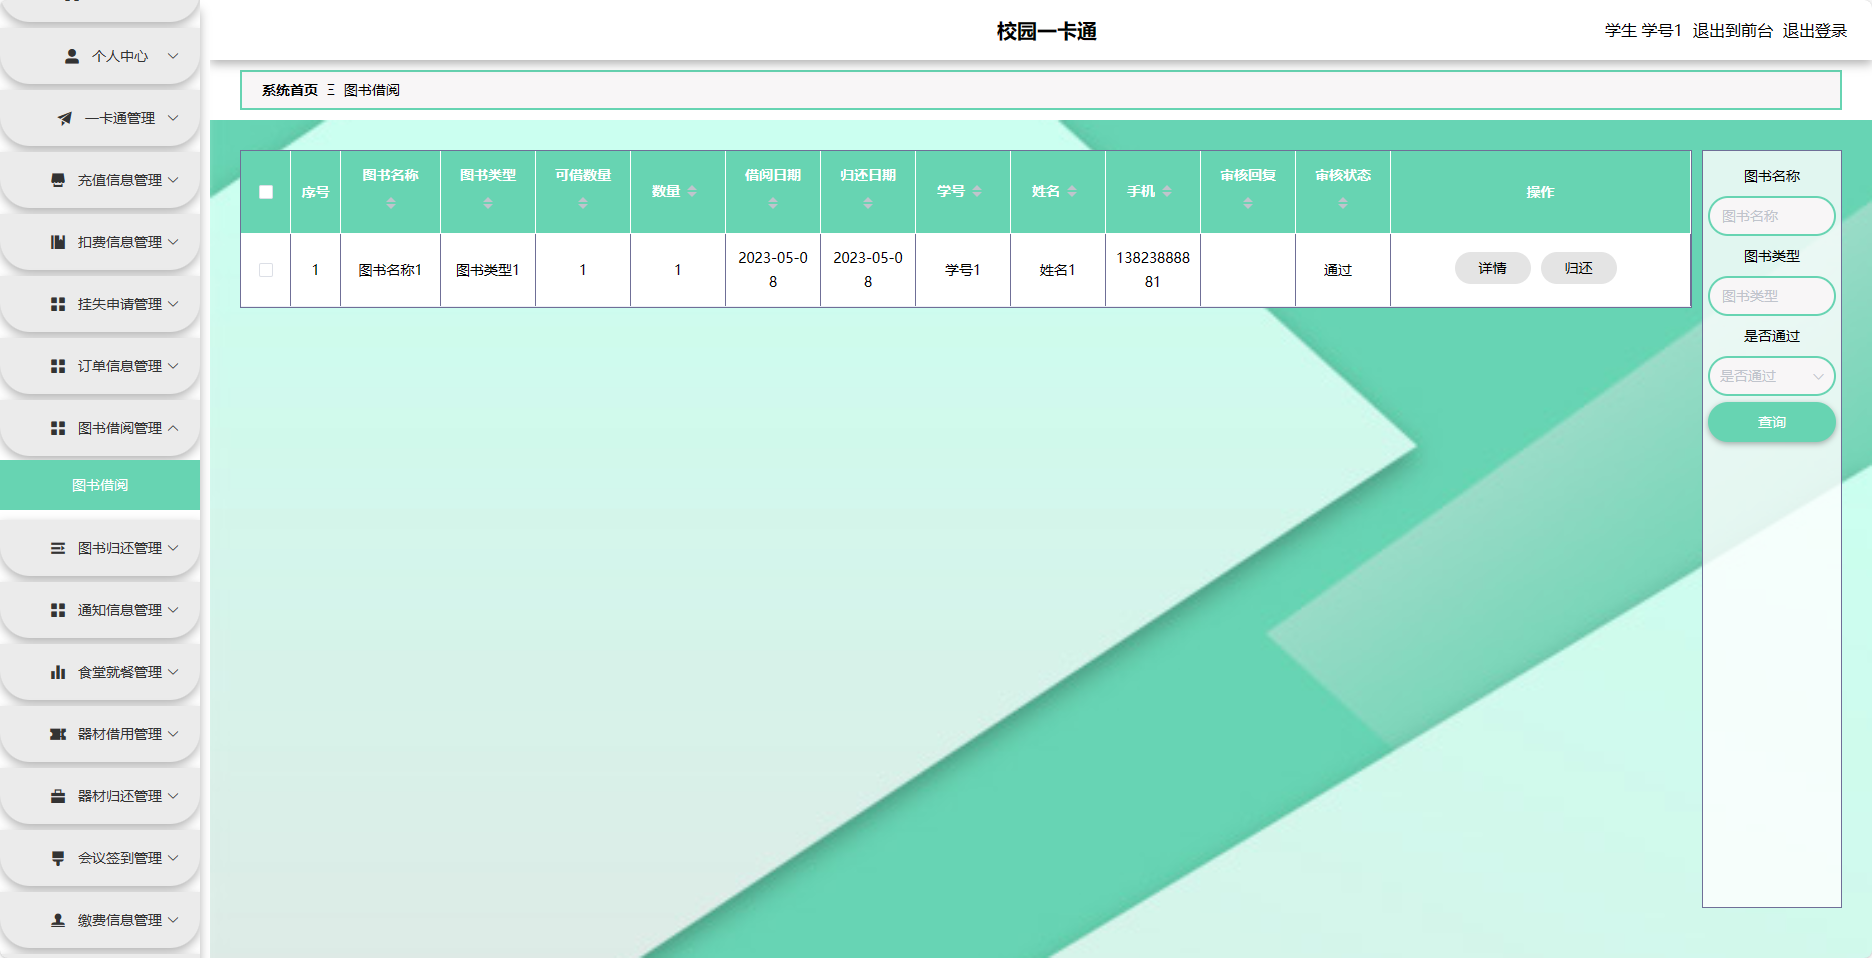 校园一卡通
学生 学号1 退出到前台 退出登录
个人中心
一卡通管理
充值信息管理
扣费信息管理
挂失申请管理
订单信息管理
图书借阅管理
图书借阅
图书归还管理
通知信息管理
食堂就餐管理
器材借用管理
器材归还管理
会议签到管理
缴费信息管理
系统首页 Ξ 图书借阅
序号 图书名称 图书类型 可借数量 数量 借阅日期 归还日期 学号 姓名 手机 审核回复 审核状态 操作
1 图书名称1 图书类型1 1 1 2023-05-0 2023-05-0 学号1 姓名1 138238888 通过 详情 归还
8 8 81
图书名称
图书名称
图书类型
图书类型
是否通过
是否通过
查询